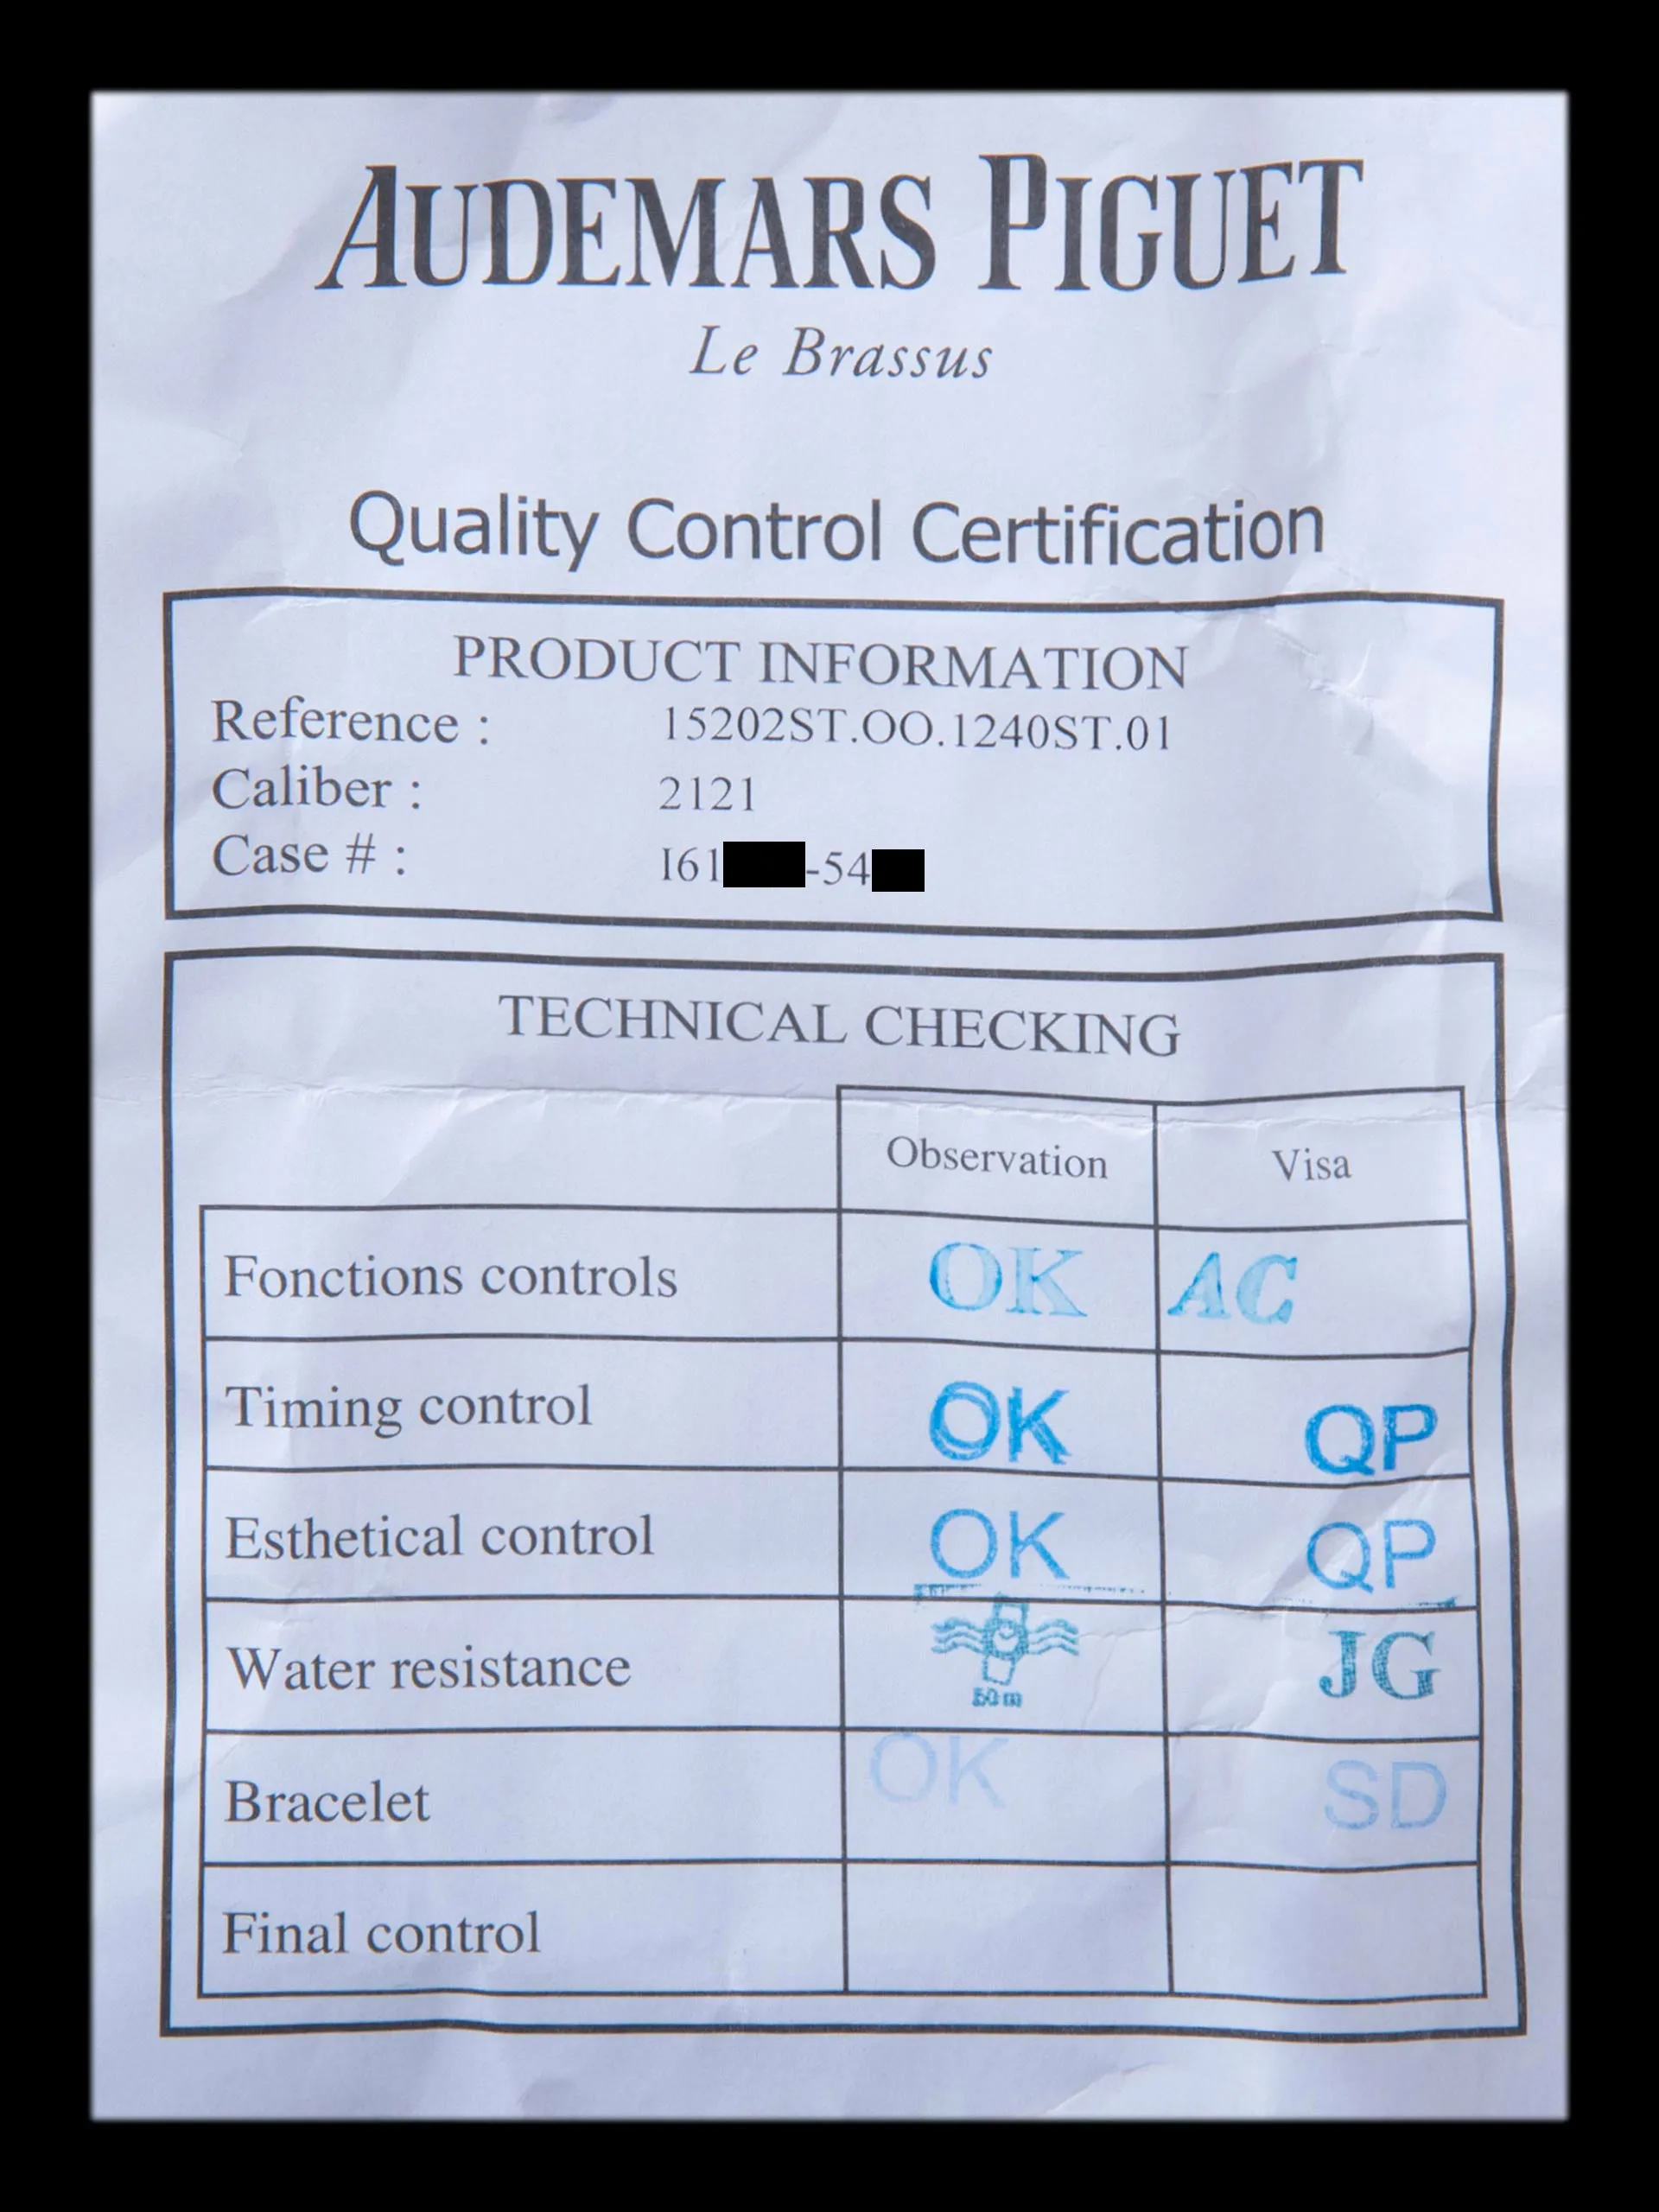 AUDEMARS PIGUET
Le Brassus
Quality Control Certification
PRODUCT INFORMATION
Reference : 15202ST.OO.1240ST.01
Caliber : 2121
Case # : I61 -54
TECHNICAL CHECKING
Observation Visa
Fonctions controls OK AC
Timing control OK QP
Esthetical control OK QP
Water resistance 50 m JG
Bracelet OK SD
Final control